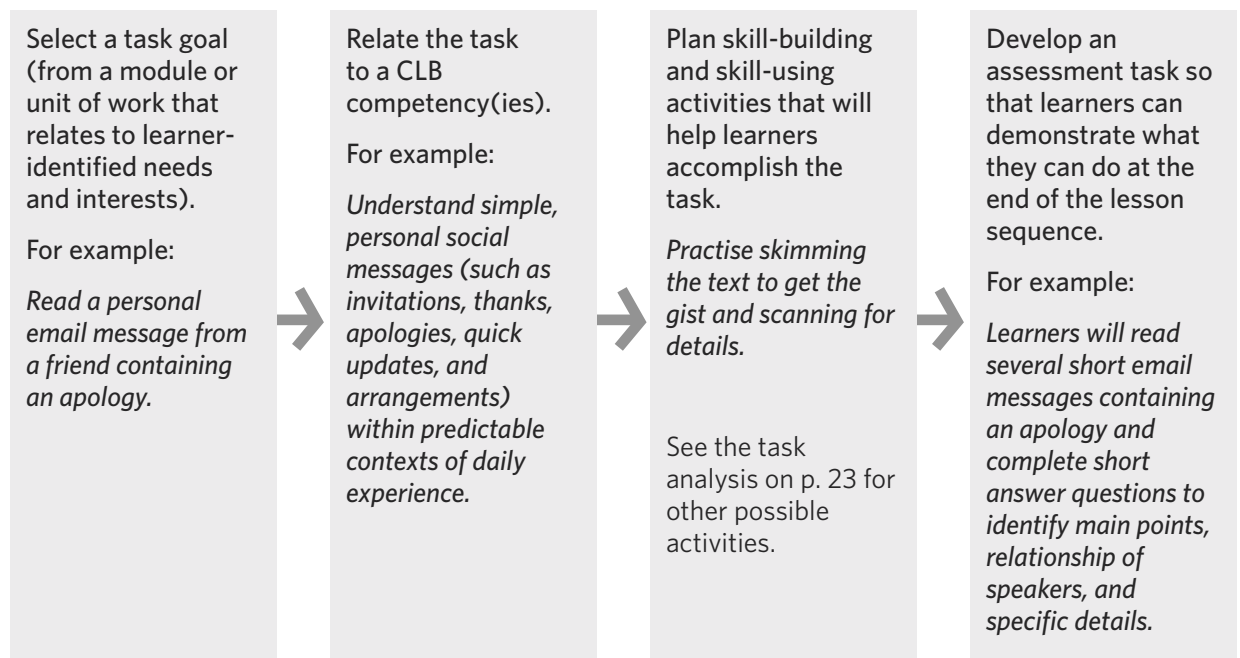 Select a task goal
(from a module or
unit of work that
relates to learner-
identified needs
and interests).
For example:
Read a personal
email message from
a friend containing
an apology.
Relate the task
to a CLB
competency(ies).
For example:
Understand simple,
personal social
messages (such as
invitations, thanks,
apologies, quick
updates, and
arrangements)
within predictable
contexts of daily
experience.
Plan skill-building
and skill-using
activities that will
help learners
accomplish the
task.
Practise skimming
the text to get the
gist and scanning for
details.
See the task
analysis on p. 23 for
other possible
activities.
Develop an
assessment task so
that learners can
demonstrate what
they can do at the
end of the lesson
sequence.
For example:
Learners will read
several short email
messages containing
an apology and
complete short
answer questions to
identify main points,
relationship of
speakers, and
specific details.